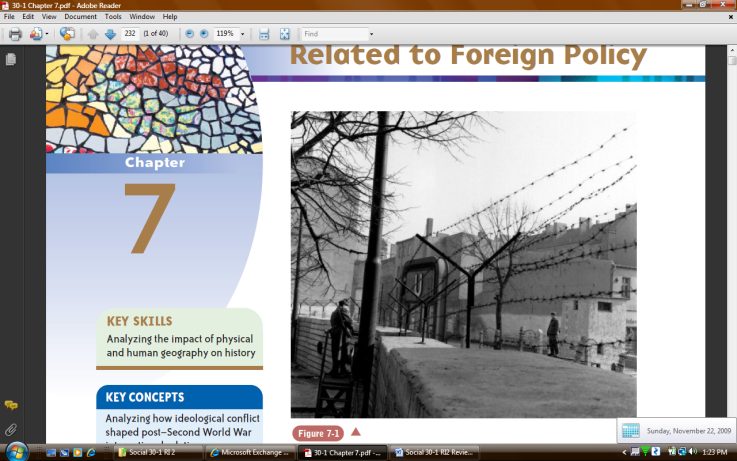 30-1 Chapter 7.pdf - Adobe Reader
File Edit View Document Tools Window Help
232 (1 of 40) 119% Find
Related to Foreign Policy
Chapter
7
KEY SKILLS
Analyzing the impact of physical
and human geography on history
KEY CONCEPTS
Analyzing how ideological conflict
shaped post–Second World War
Figure 7-1
Sunday, November 22, 2009
Social 30-1 RI2 Microsoft Exchange ... 30-1 Chapter 7.pdf -... Social 30-1 RI2 Revie... 1:23 PM